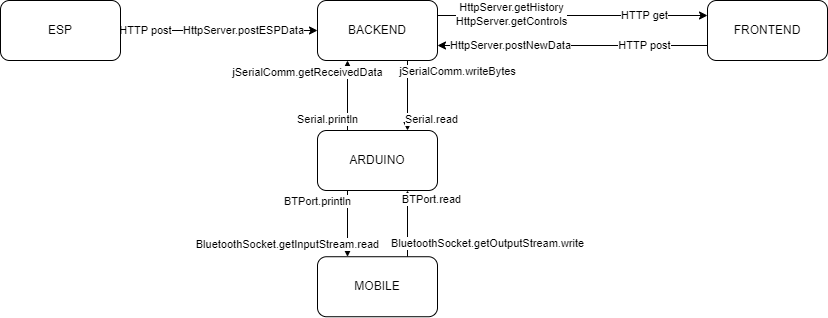 ESP
HTTP post
HttpServer.postESPData
BACKEND
HttpServer.getHistory
HttpServer.getControls
HTTP get
FRONTEND
HttpServer.postNewData
HTTP post
jSerialComm.getReceivedData
jSerialComm.writeBytes
Serial.println
Serial.read
ARDUINO
BTPort.println
BTPort.read
BluetoothSocket.getInputStream.read
BluetoothSocket.getOutputStream.write
MOBILE